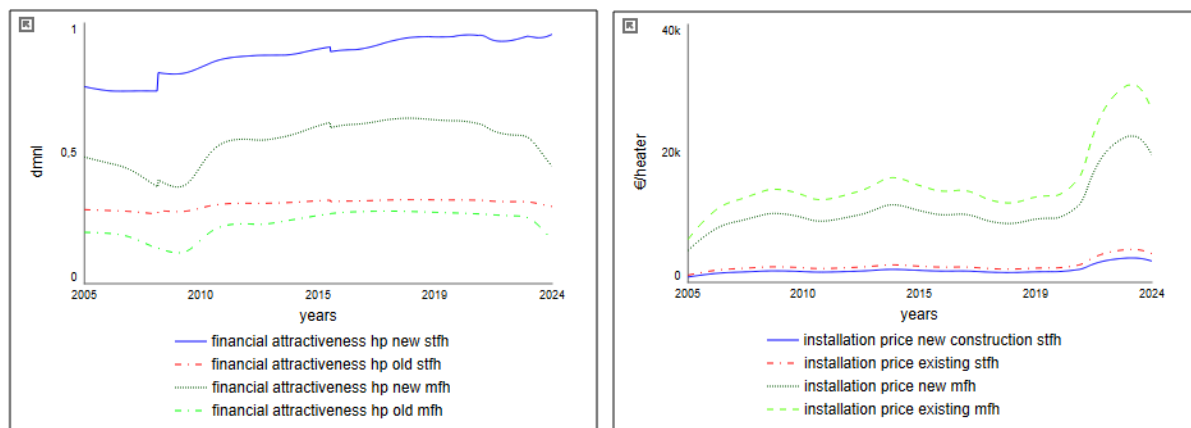 1
0,5
0
dmnl
2005 2010 2015 2019 2024
years
financial attractiveness hp new stfh
financial attractiveness hp old stfh
financial attractiveness hp new mfh
financial attractiveness hp old mfh
40k
20k
0
€/heater
2005 2010 2015 2019 2024
years
installation price new construction stfh
installation price existing stfh
installation price new mfh
installation price existing mfh